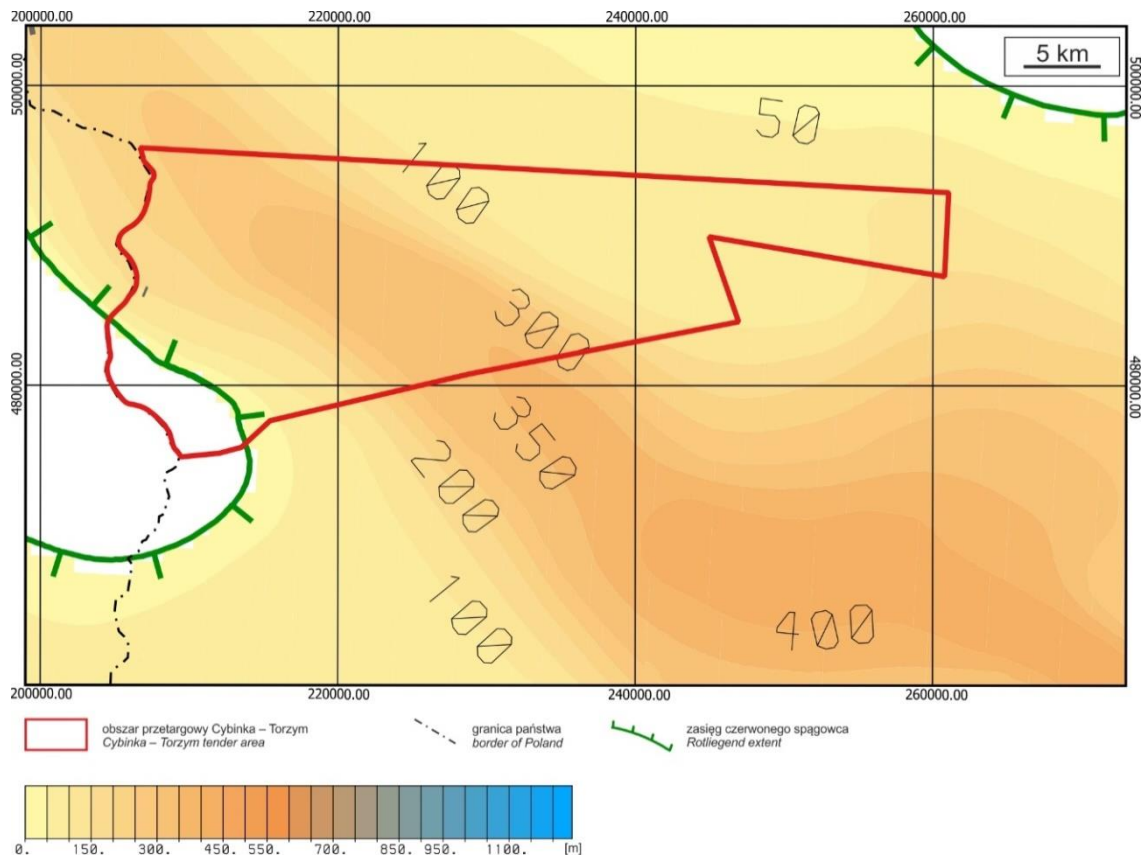 200000.00 220000.00 240000.00 260000.00
5 km
500000.00 500000.00
50
100
300
480000.00 480000.00
350
200
100
400
200000.00 220000.00 240000.00 260000.00
obszar przetargowy Cybinka – Torzym
Cybinka – Torzym tender area
granica państwa
border of Poland
zasięg czerwonego spągowca
Rotliegend extent
0. 150. 300. 450. 550. 700. 850. 950. 1100. [m]